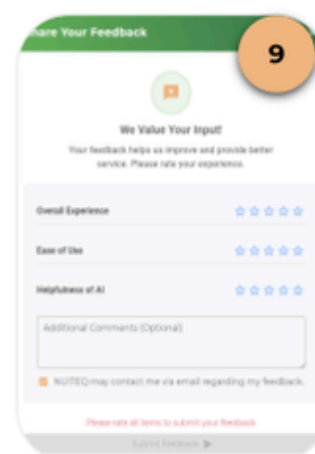 Share Your Feedback
9
We Value Your Input!
Your feedback helps us improve and provide better
service. Please rate your experience.
Overall Experience
Ease of Use
Helpfulness of AI
Additional Comments (Optional)
NUITEQ may contact me via email regarding my feedback.
Please rate all items to submit your feedback
Submit Feedback